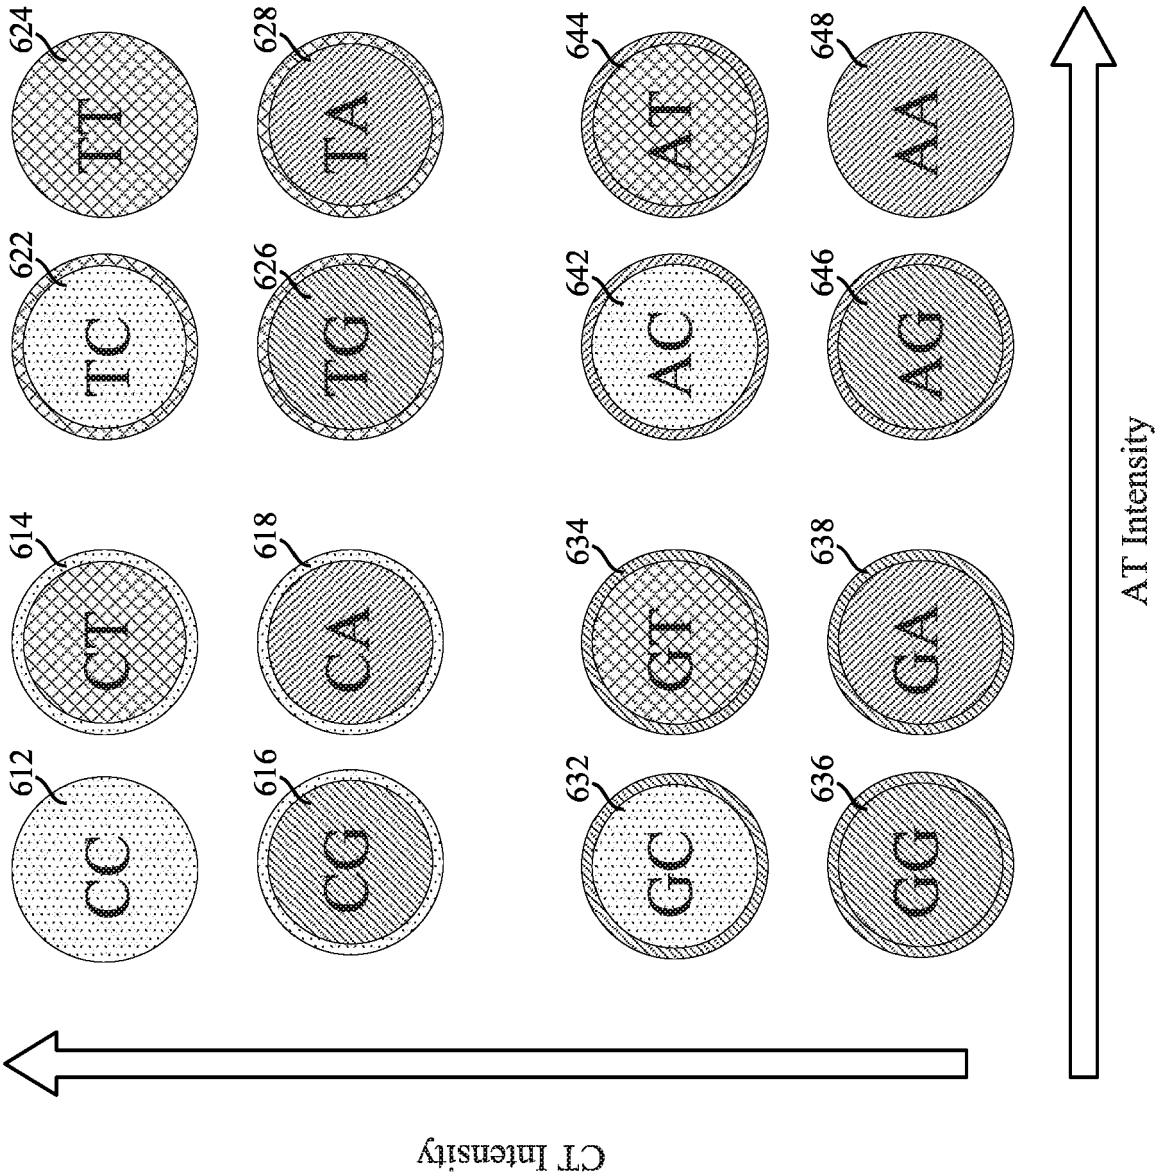 624
TT
628
TA
644
AT
648
AA
622
TC
626
TG
642
AC
646
AG
614
CT
618
CA
634
GT
638
GA
612
CC
616
CG
632
GC
636
GG
AT Intensity
CT Intensity